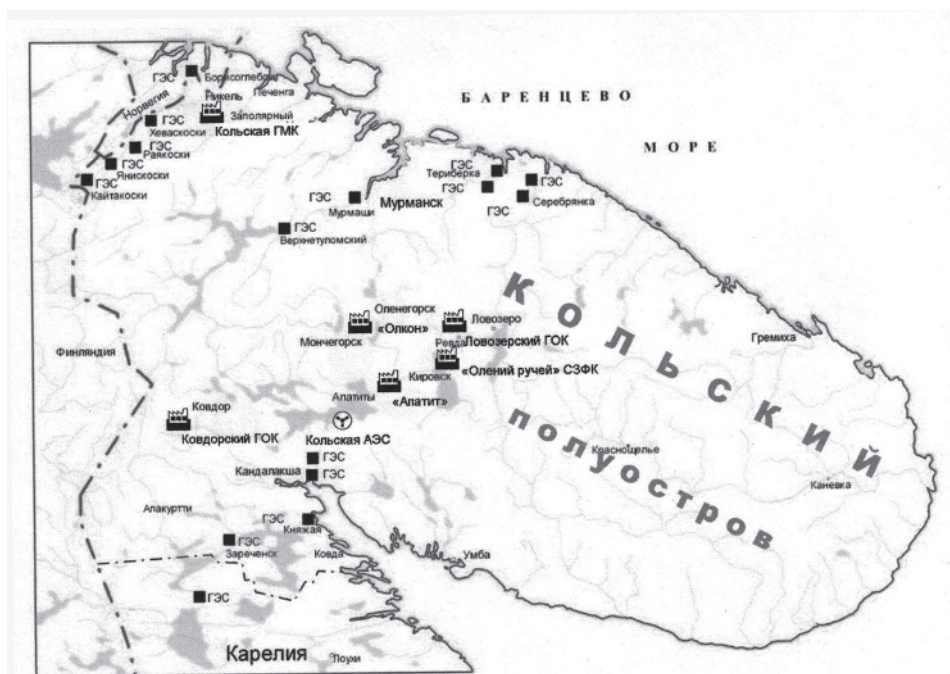 ГЭС
Борисоглебск
Никель
Печенга
Норвегия
Заполярный
ГЭС
Хеваскоски
Кольская ГМК
ГЭС
Раякоски
ГЭС
Янискоски
ГЭС
Кайтакоски
БАРЕНЦЕВО
МОРЕ
ГЭС
Териберка
ГЭС
ГЭС
ГЭС
Серебрянка
ГЭС
Мурмаши
Мурманск
ГЭС
Верхнетуломский
КОЛЬСКИЙ
полуостров
Оленегорск
«Олкон»
Мончегорск
Ловозеро
Ревда
Ловозерский ГОК
Гремиха
Финляндия
Кировск
«Олений ручей» СЗФК
Апатиты
«Апатит»
Ковдор
Ковдорский ГОК
Кольская АЭС
ГЭС
Кандалакша
ГЭС
Краснощелье
Каневка
Алакуртти
ГЭС
Княжая
ГЭС
Зареченск
Ковда
Умба
ГЭС
Карелия
Лоухи